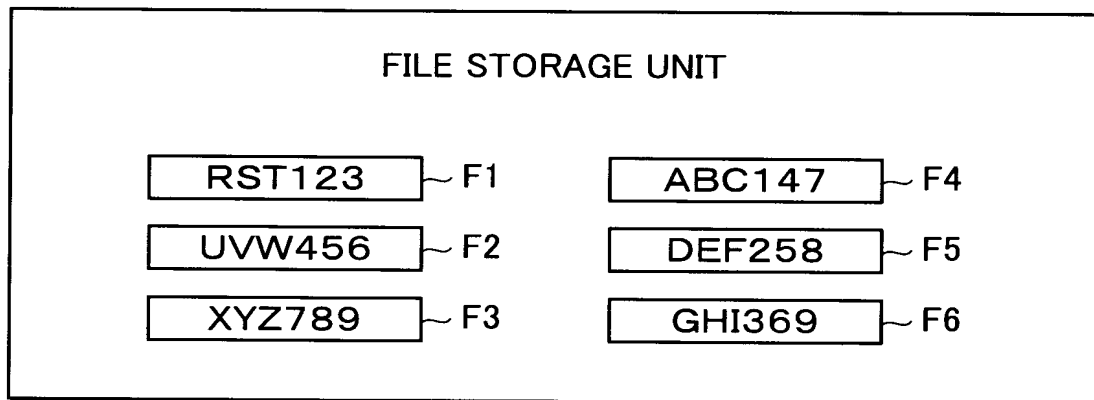 FILE STORAGE UNIT
RST123 F1
UVW456 F2
XYZ789 F3
ABC147 F4
DEF258 F5
GHI369 F6